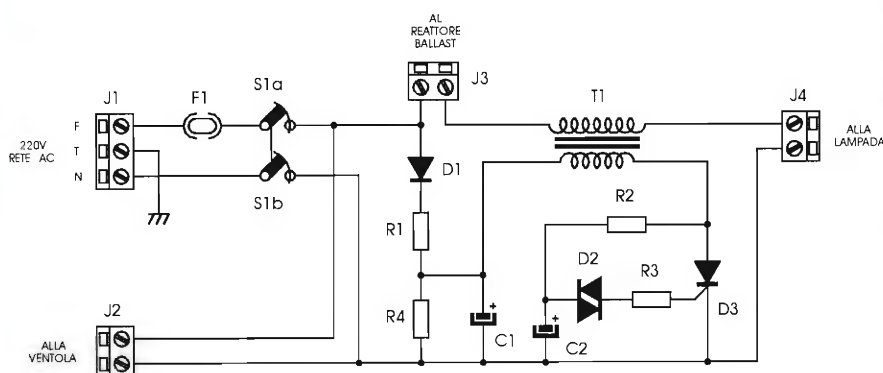 AL
REATTORE
BALLAST
J3
J1
F1
S1a
T1
J4
F
220V
RETE AC
T
N
ALLA
LAMPADA
D1
S1b
R2
R1
D2
R3
D3
J2
R4
+
C1
+
C2
ALLA
VENTOLA